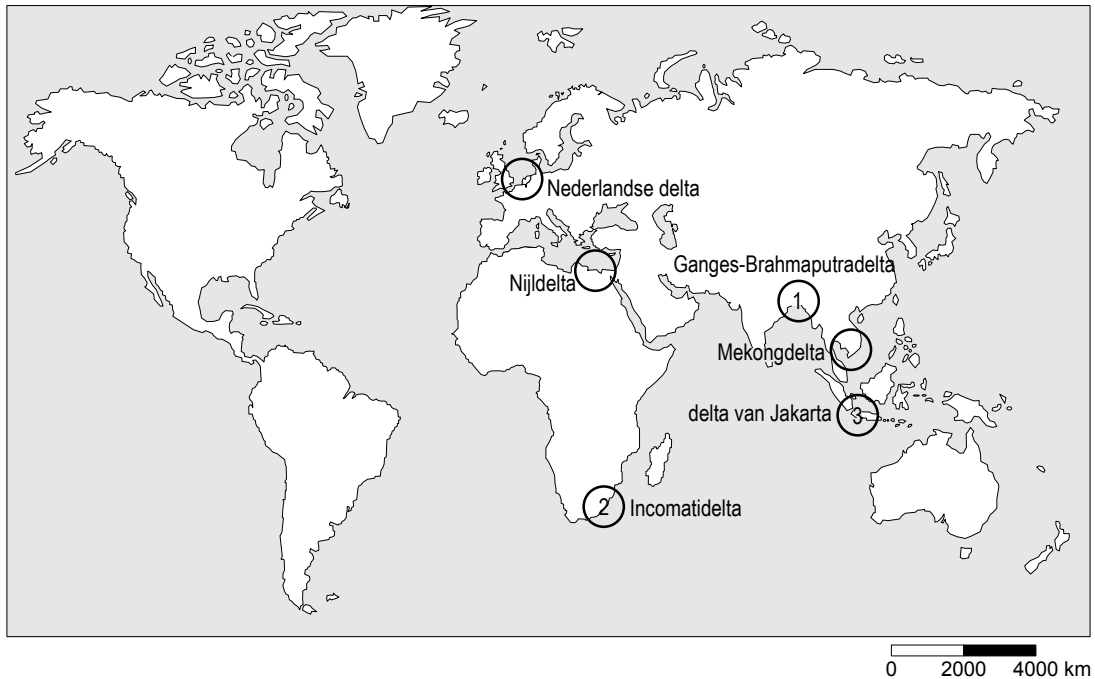 Nederlandse delta
Ganges-Brahmaputradelta
Nijldelta
1
Mekongdelta
delta van Jakarta
3
2
Incomatidelta
0 2000 4000 km